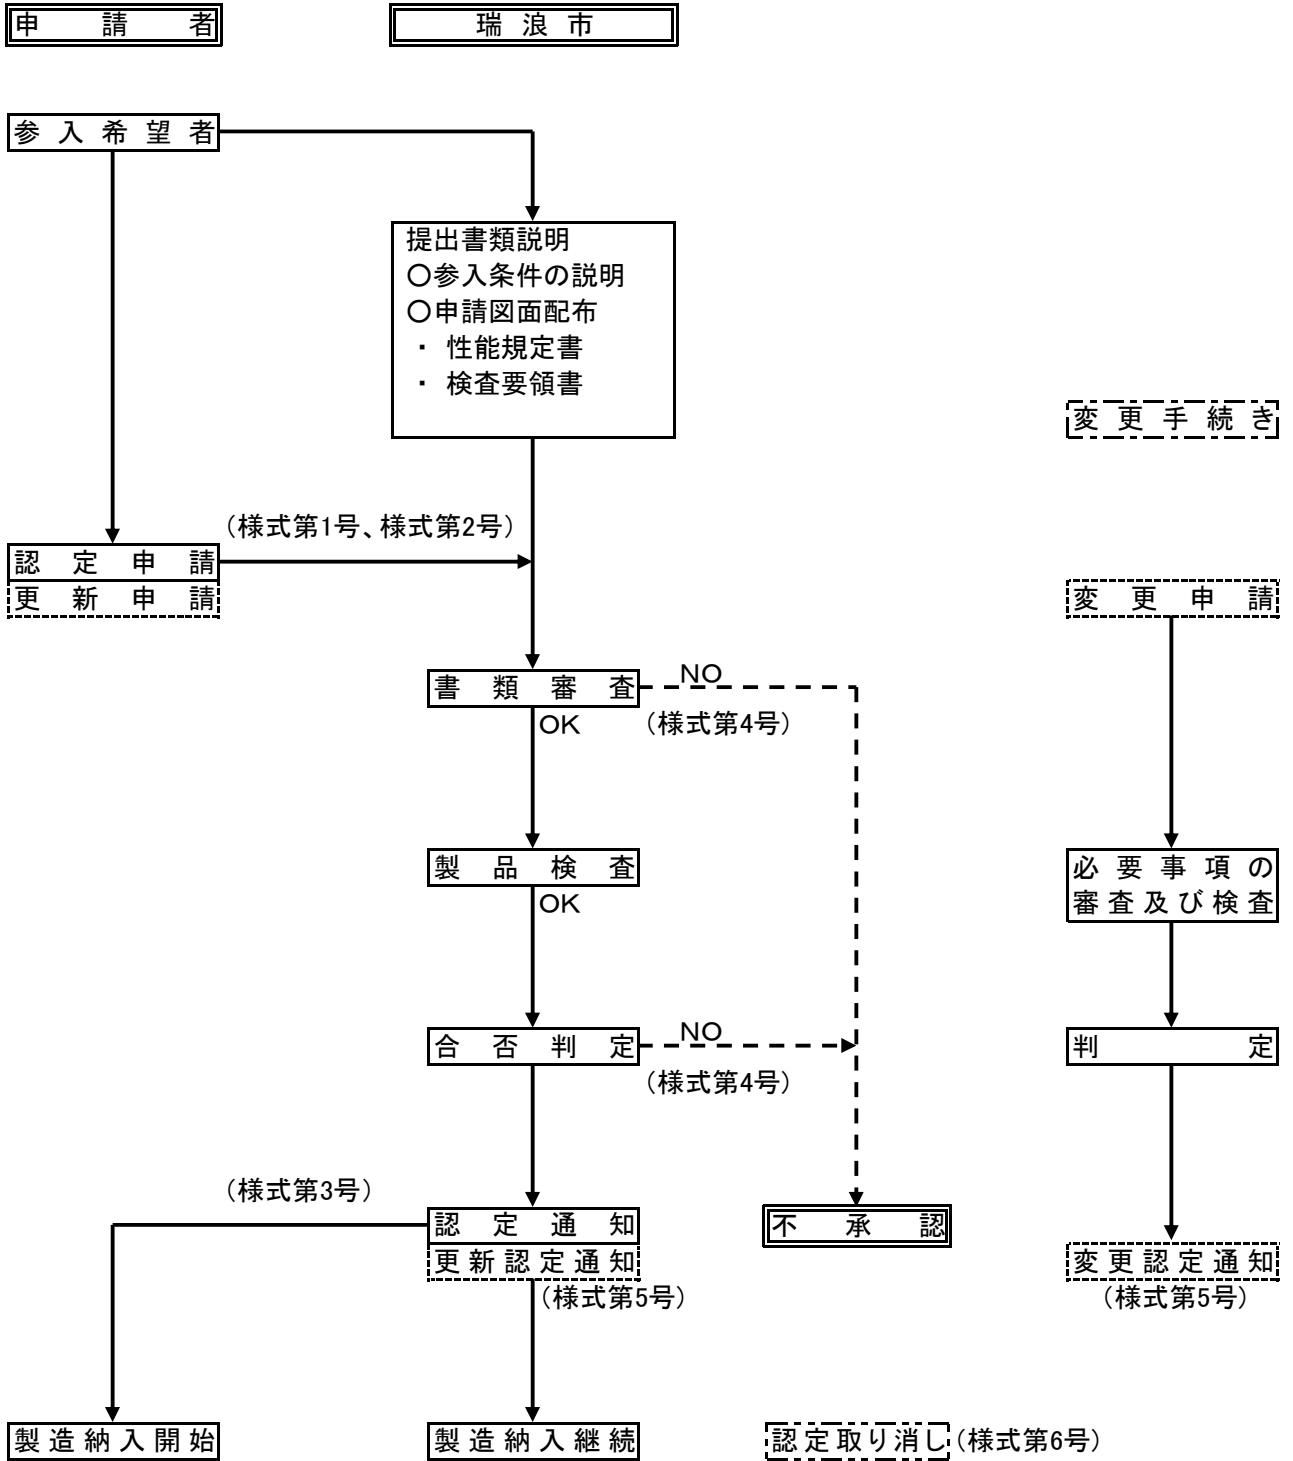 申請者
瑞浪市
参入希望者
提出書類説明
○参入条件の説明
○申請図面配布
・ 性能規定書
・ 検査要領書
変更手続き
(様式第1号、様式第2号)
認定申請
更新申請
変更申請
書類審査
NO
OK
(様式第4号)
製品検査
OK
必要事項の
審査及び検査
合否判定
NO
(様式第4号)
判定
(様式第3号)
認定通知
更新認定通知
(様式第5号)
不承認
変更認定通知
(様式第5号)
製造納入開始
製造納入継続
認定取り消し(様式第6号)